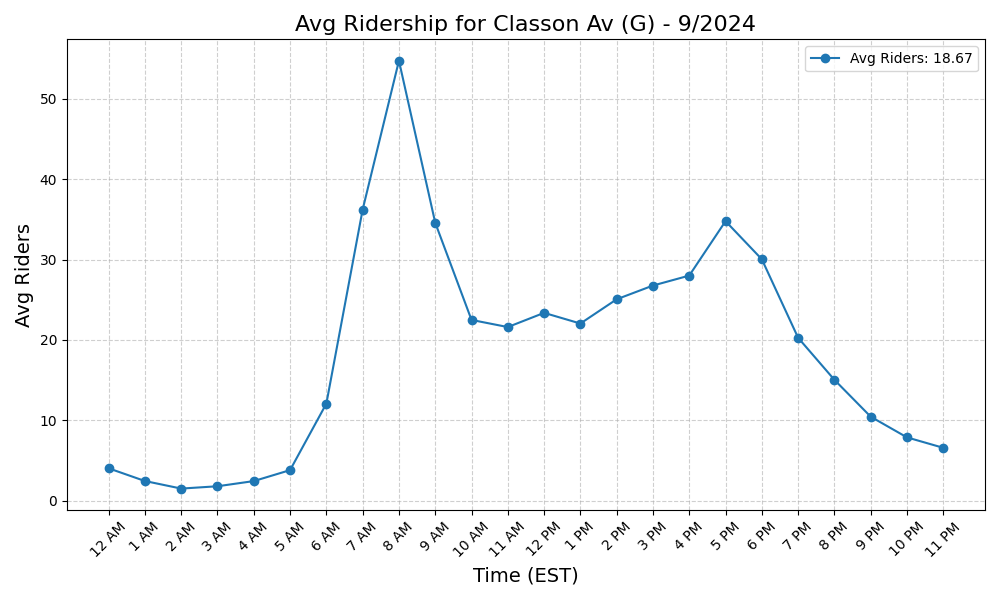 Avg Ridership for Classon Av (G) - 9/2024
Avg Riders: 18.67
Avg Riders
50
40
30
20
10
0
12 AM
1 AM
2 AM
3 AM
4 AM
5 AM
6 AM
7 AM
8 AM
9 AM
10 AM
11 AM
12 PM
1 PM
2 PM
3 PM
4 PM
5 PM
6 PM
7 PM
8 PM
9 PM
10 PM
11 PM
Time (EST)